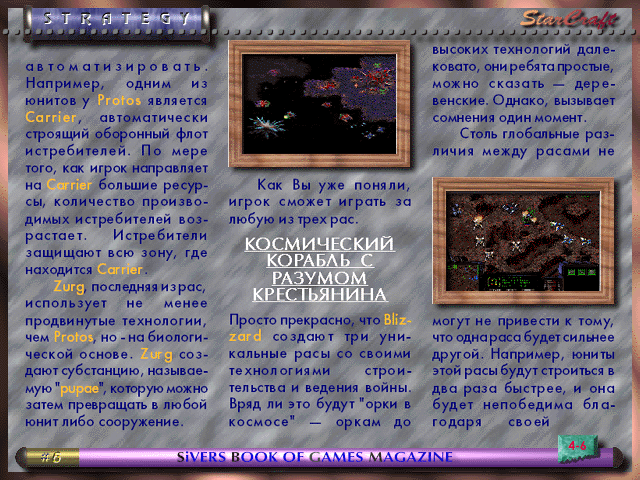 STRATEGY
StarCraft
автоматизировать.
Например, одним из
юнитов у Protos является
Carrier, автоматически
строящий оборонный флот
истребителей. По мере
того, как игрок направляет
на Carrier большие ресур-
сы, количество произво-
димых истребителей воз-
растает. Истребители
защищают всю зону, где
находится Carrier.
Zurg, последняя из рас,
использует не менее
продвинутые технологии,
чем Protos, но - на биологи-
ческой основе. Zurg соз-
дают субстанцию, называе-
мую "pupae", которую можно
затем превращать в любой
юнит либо сооружение.
Как Вы уже поняли,
игрок сможет играть за
любую из трех рас.
КОСМИЧЕСКИЙ
КОРАБЛЬ С
РАЗУМОМ
КРЕСТЬЯНИНА
Просто прекрасно, что Bliz-
zard создают три уни-
кальные расы со своими
технологиями строи-
тельства и ведения войны.
Вряд ли это будут "орки в
космосе" — оркам до
высоких технологий дале-
ковато, они ребята простые,
можно сказать — дере-
венские. Однако, вызывает
сомнения один момент.
Столь глобальные раз-
личия между расами не
могут не привести к тому,
что одна раса будет сильнее
другой. Например, юниты
этой расы будут строиться в
два раза быстрее, и она
будет непобедима бла-
годаря своей
#6
SiVERS BOOK OF GAMES MAGAZINE
4-6